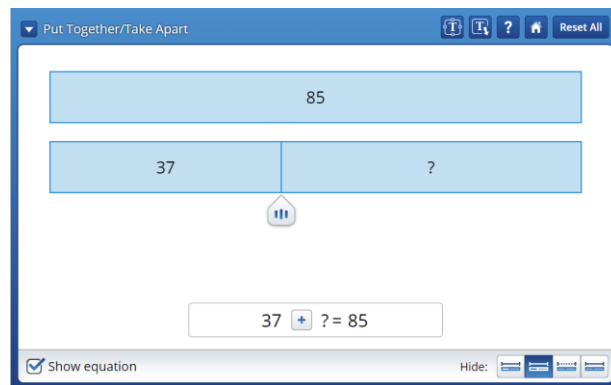 Put Together/Take Apart
T T ? Reset All
85
37 ?
37 + ? = 85
Show equation Hide: